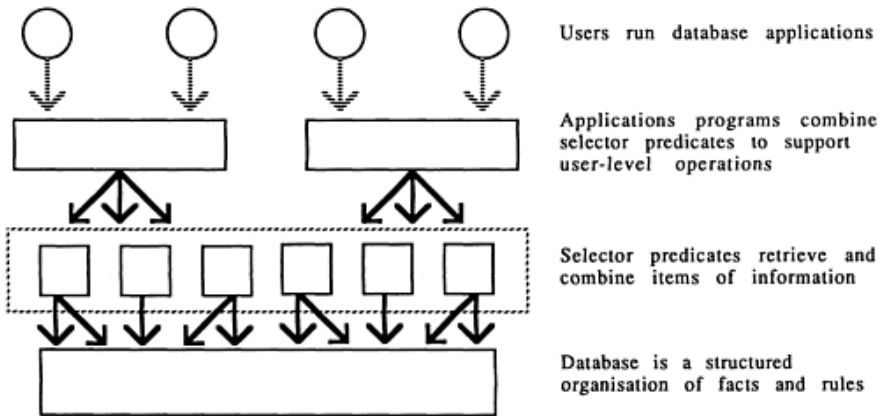 Users run database applications
Applications programs combine
selector predicates to support
user-level operations
Selector predicates retrieve and
combine items of information
Database is a structured
organisation of facts and rules